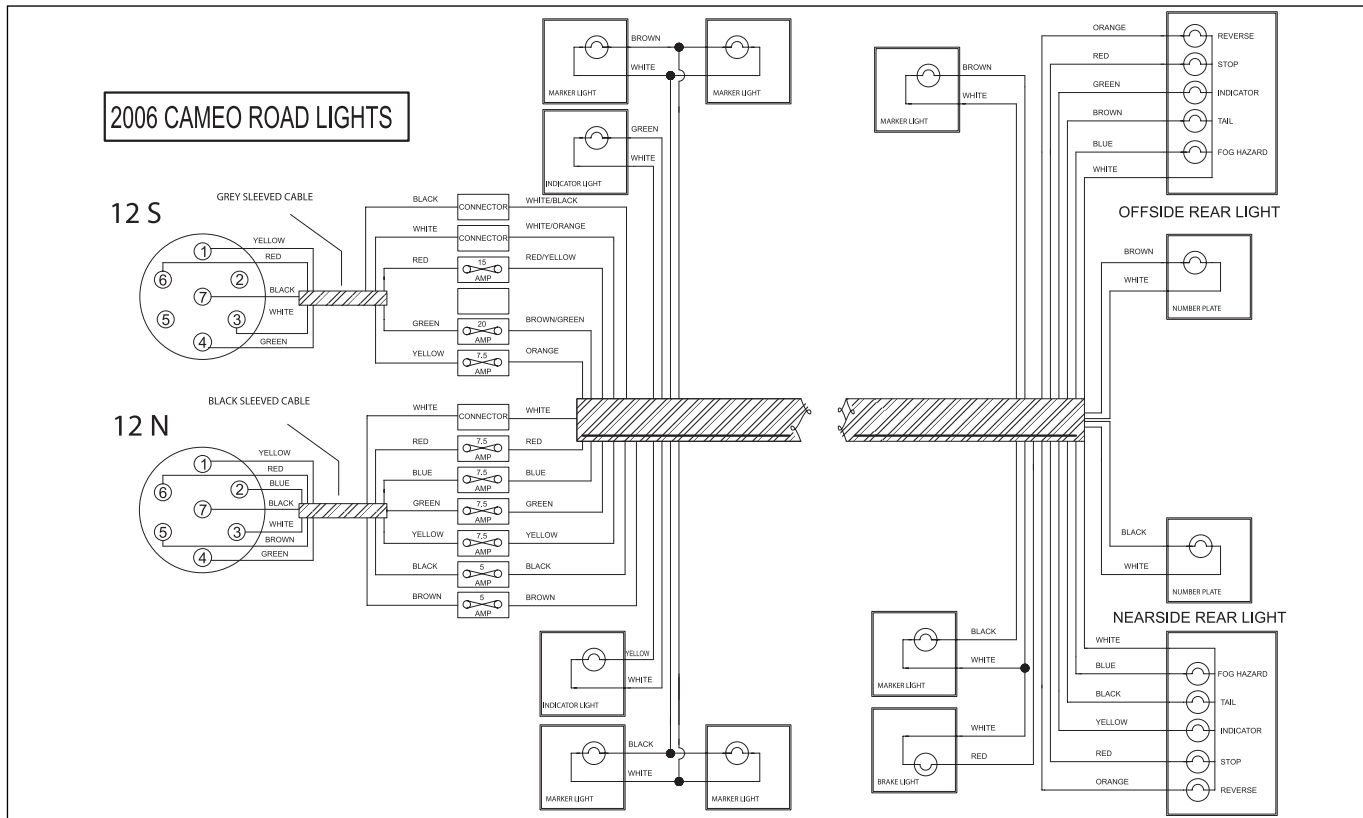 2006 CAMEO ROAD LIGHTS
12 S
GREY SLEEVED CABLE
YELLOW
RED
BLACK
WHITE
GREEN
1
6
2
7
5
3
4
BLACK
CONNECTOR
WHITE/BLACK
WHITE
CONNECTOR
WHITE/ORANGE
RED
15
AMP
RED/YELLOW
GREEN
20
AMP
BROWN/GREEN
YELLOW
7.5
AMP
ORANGE
12 N
BLACK SLEEVED CABLE
YELLOW
RED
BLUE
BLACK
WHITE
BROWN
GREEN
1
6
2
7
5
3
4
WHITE
CONNECTOR
WHITE
RED
7.5
AMP
RED
BLUE
7.5
AMP
BLUE
GREEN
7.5
AMP
GREEN
YELLOW
7.5
AMP
YELLOW
BLACK
5
AMP
BLACK
BROWN
5
AMP
BROWN
BROWN
WHITE
MARKER LIGHT
MARKER LIGHT
GREEN
WHITE
INDICATOR LIGHT
YELLOW
WHITE
INDICATOR LIGHT
BLACK
WHITE
MARKER LIGHT
MARKER LIGHT
BROWN
WHITE
MARKER LIGHT
BLACK
WHITE
MARKER LIGHT
WHITE
RED
BRAKE LIGHT
ORANGE
REVERSE
RED
STOP
GREEN
INDICATOR
BROWN
TAIL
BLUE
FOG HAZARD
WHITE
OFFSIDE REAR LIGHT
BROWN
WHITE
NUMBER PLATE
BLACK
WHITE
NUMBER PLATE
NEARSIDE REAR LIGHT
WHITE
BLUE
FOG HAZARD
BLACK
TAIL
YELLOW
INDICATOR
RED
STOP
ORANGE
REVERSE